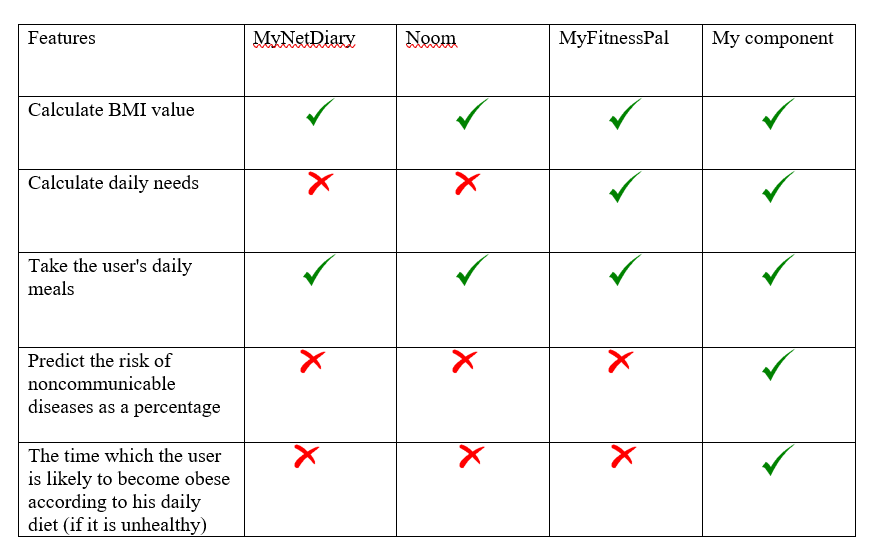 Features MyNetDiary Noom MyFitnessPal My component
Calculate BMI value
Calculate daily needs
Take the user's daily
meals
Predict the risk of
noncommunicable
diseases as a percentage
The time which the user
is likely to become obese
according to his daily
diet (if it is unhealthy)